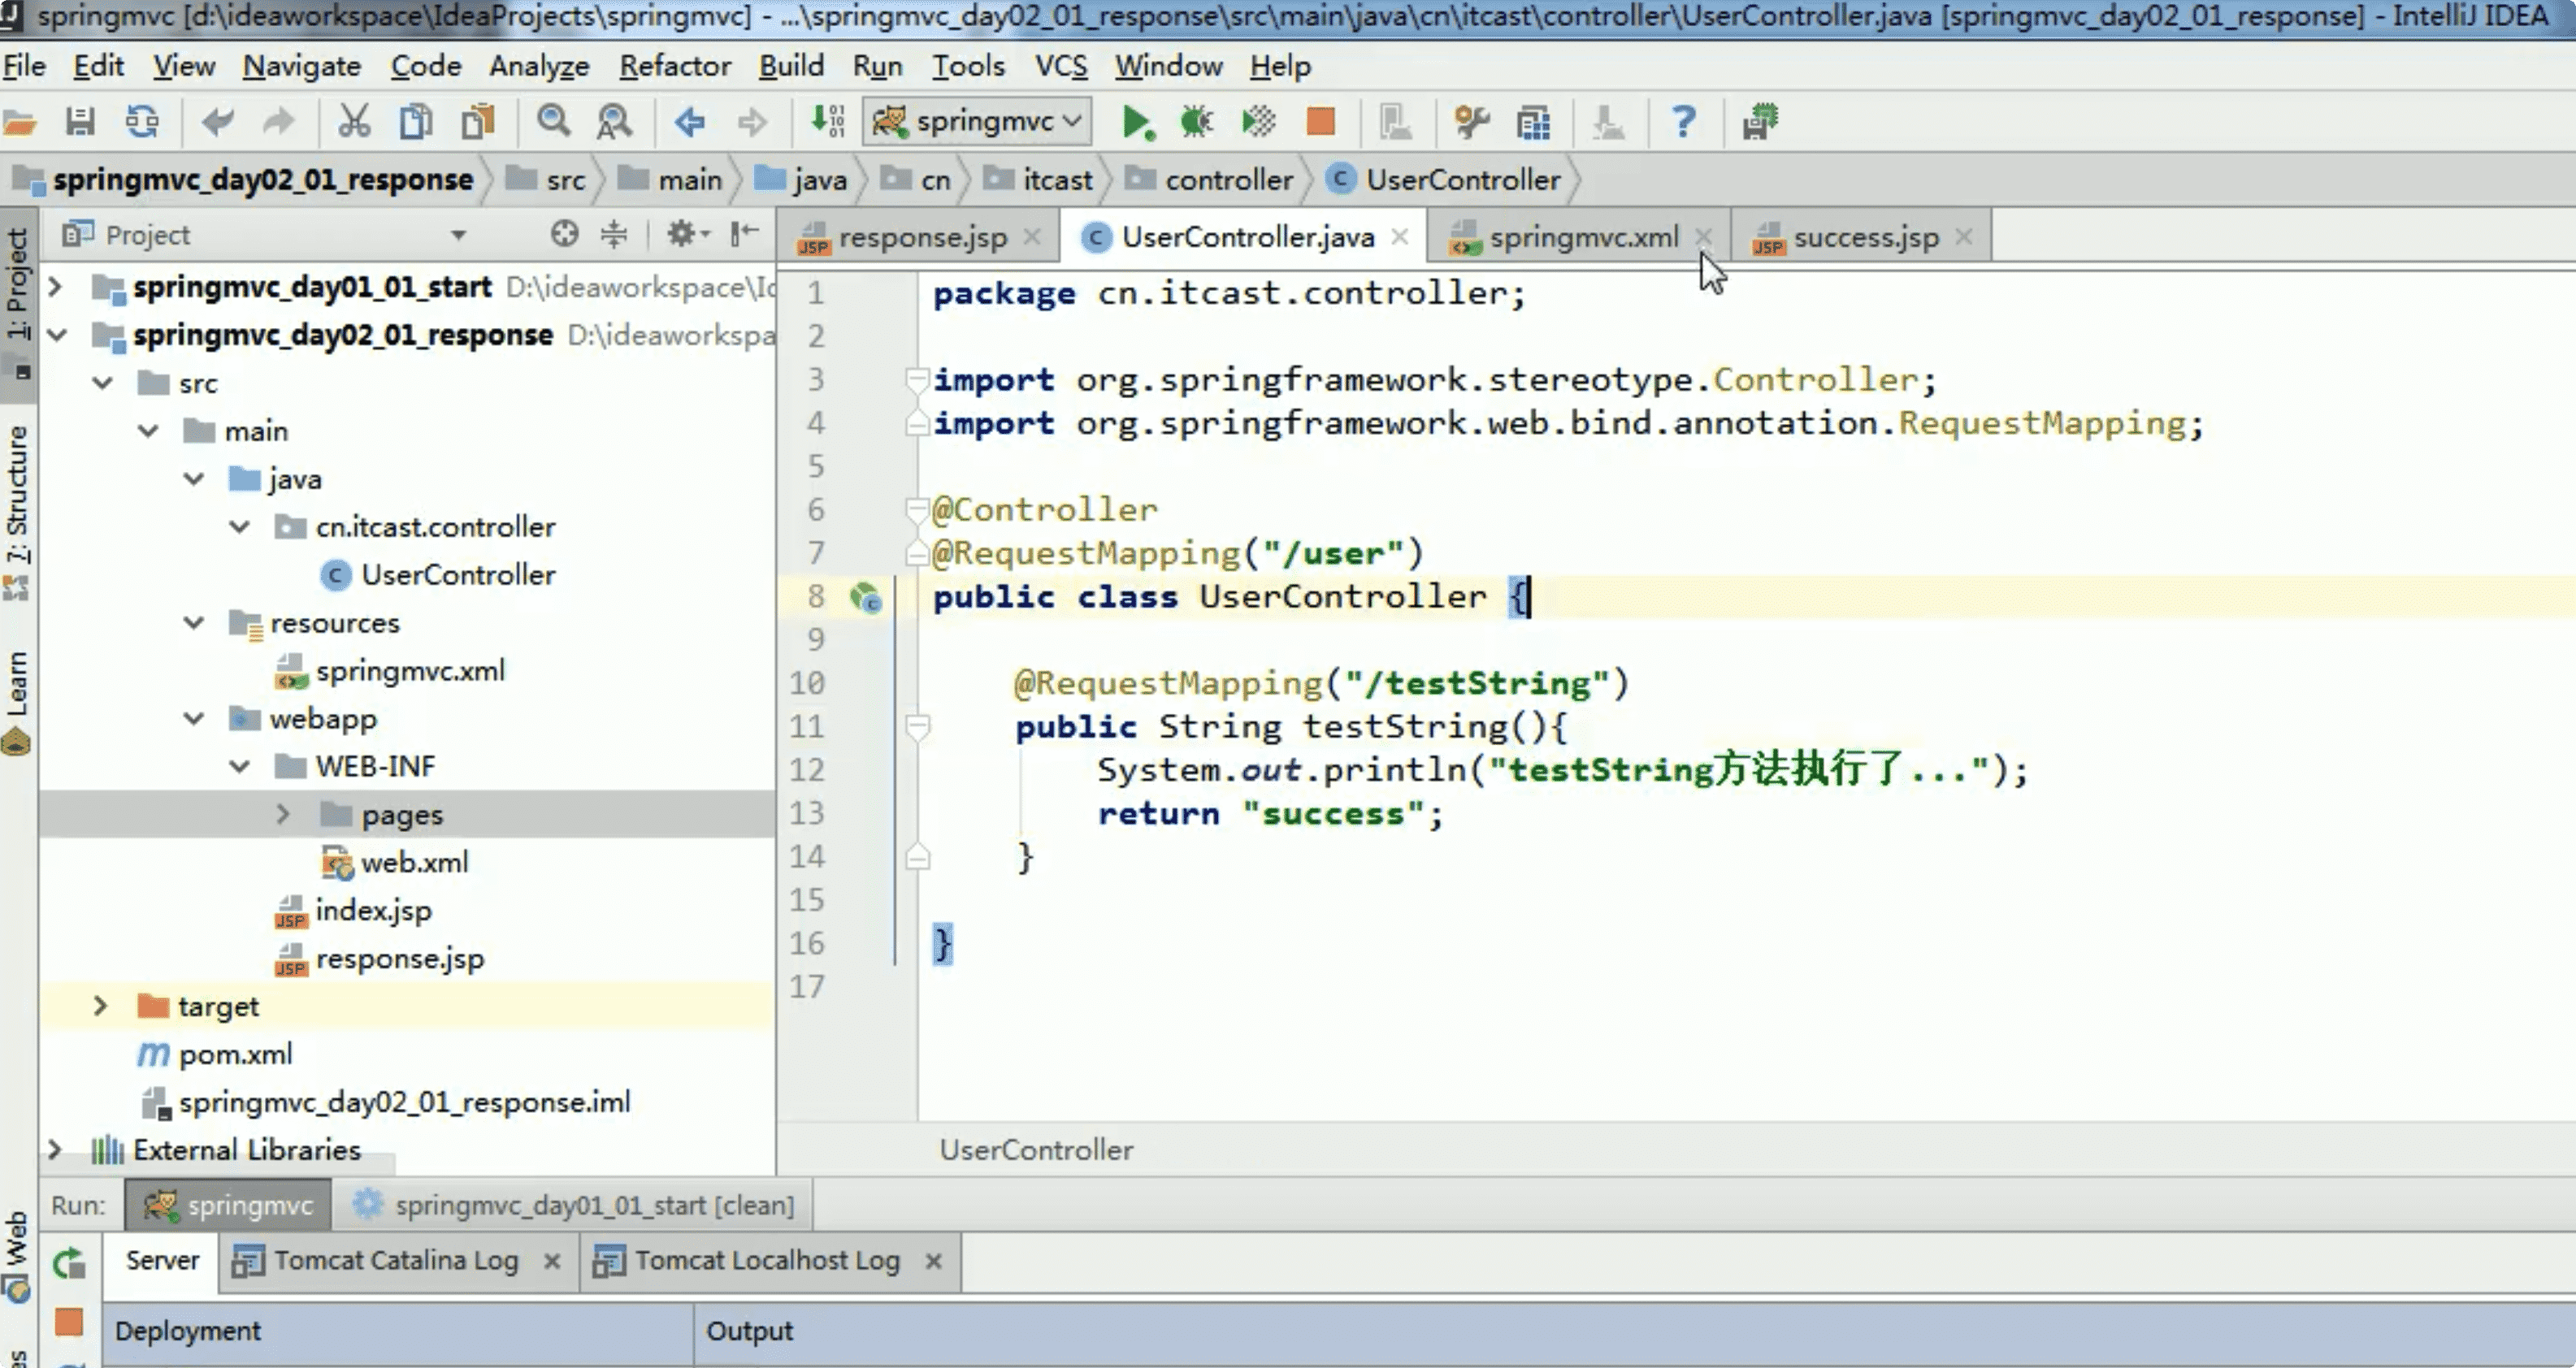 springmvc [d:\ideaworkspace\IdeaProjects\springmvc] - ...\springmvc_day02_01_response\src\main\java\cn\itcast\controller\UserController.java [springmvc_day02_01_response] - IntelliJ IDEA
File Edit View Navigate Code Analyze Refactor Build Run Tools VCS Window Help
springmvc
springmvc_day02_01_response src main java cn itcast controller UserController
Project
response.jsp UserController.java springmvc.xml success.jsp
1: Project
7: Structure
Learn
Web
springmvc_day01_01_start D:\ideaworkspace\Id
springmvc_day02_01_response D:\ideaworkspa
src
main
java
cn.itcast.controller
UserController
resources
springmvc.xml
webapp
WEB-INF
pages
web.xml
index.jsp
response.jsp
target
pom.xml
springmvc_day02_01_response.iml
External Libraries
1 package cn.itcast.controller;
2
3 import org.springframework.stereotype.Controller;
4 import org.springframework.web.bind.annotation.RequestMapping;
5
6 @Controller
7 @RequestMapping("/user")
8 public class UserController {
9
10 @RequestMapping("/testString")
11 public String testString(){
12 System.out.println("testString方法执行了...");
13 return "success";
14 }
15
16 }
17
UserController
Run: springmvc springmvc_day01_01_start [clean]
Server Tomcat Catalina Log Tomcat Localhost Log
Deployment Output